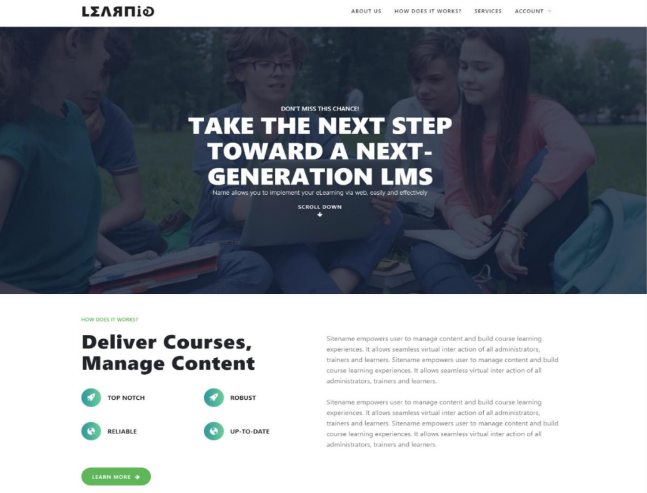 LΣΛЯПiƏ
ABOUT US HOW DOES IT WORKS? SERVICES ACCOUNT
DON'T MISS THIS CHANCE!
TAKE THE NEXT STEP
TOWARD A NEXT-
GENERATION LMS
Name allows you to implement your eLearning via web, easily and effectively
SCROLL DOWN
HOW DOES IT WORKS?
Deliver Courses,
Manage Content
TOP NOTCH ROBUST
RELIABLE UP-TO-DATE
LEARN MORE
Sitename empowers user to manage content and build course learning
experiences. It allows seamless virtual inter action of all administrators,
trainers and learners. Sitename empowers user to manage content and build
course learning experiences. It allows seamless virtual inter action of all
administrators, trainers and learners.
Sitename empowers user to manage content and build course learning
experiences. It allows seamless virtual inter action of all administrators,
trainers and learners. Sitename empowers user to manage content and build
course learning experiences. It allows seamless virtual inter action of all
administrators, trainers and learners.